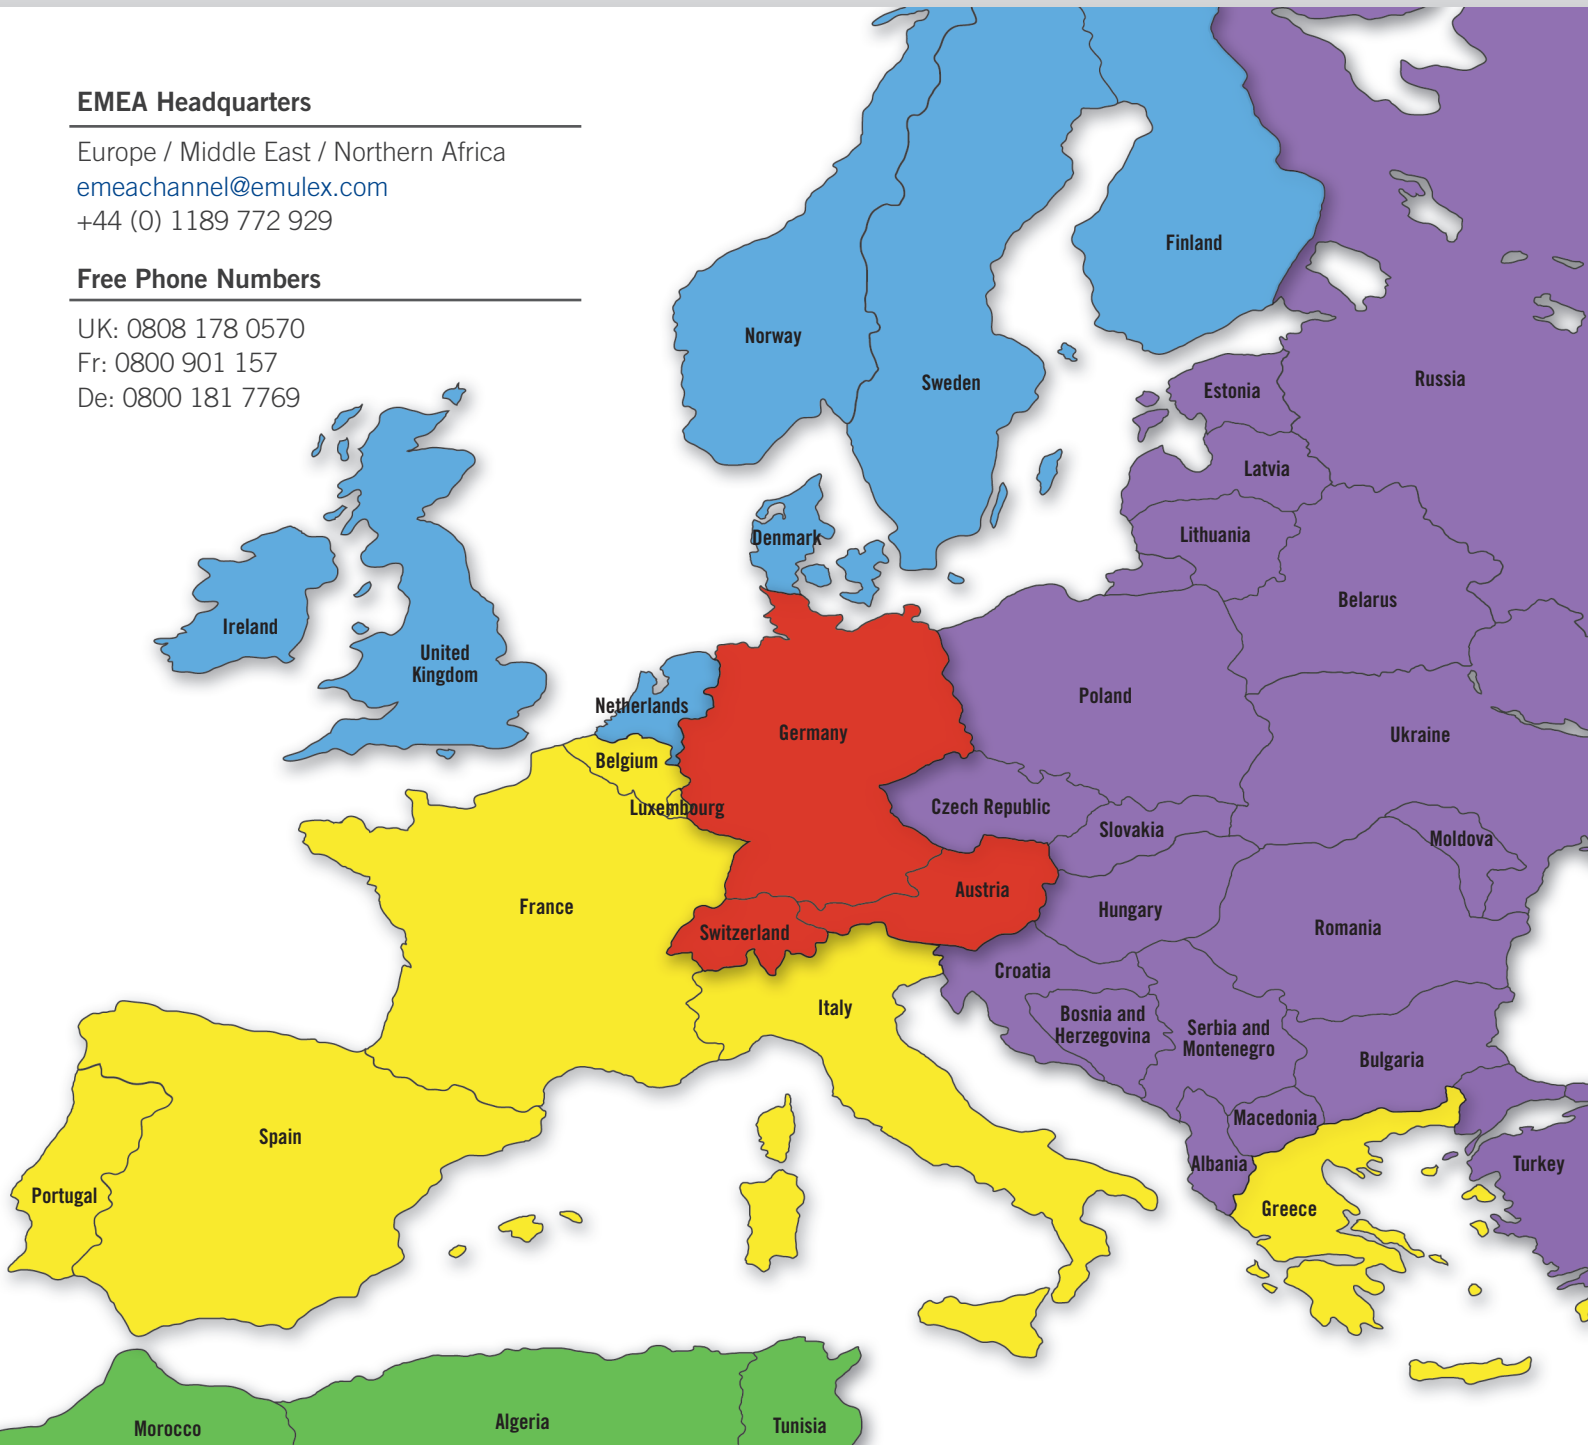 EMEA Headquarters
Europe / Middle East / Northern Africa
emeachannel@emulex.com
+44 (0) 1189 772 929
Free Phone Numbers
UK: 0808 178 0570
Fr: 0800 901 157
De: 0800 181 7769
Finland
Norway
Sweden
Estonia
Russia
Latvia
Lithuania
Denmark
Belarus
Ireland
United
Kingdom
Netherlands
Poland
Germany
Ukraine
Belgium
Luxembourg
Czech Republic
Slovakia
Moldova
Austria
France
Switzerland
Hungary
Romania
Croatia
Italy
Bosnia and
Herzegovina
Serbia and
Montenegro
Bulgaria
Macedonia
Spain
Albania
Turkey
Portugal
Greece
Morocco
Algeria
Tunisia